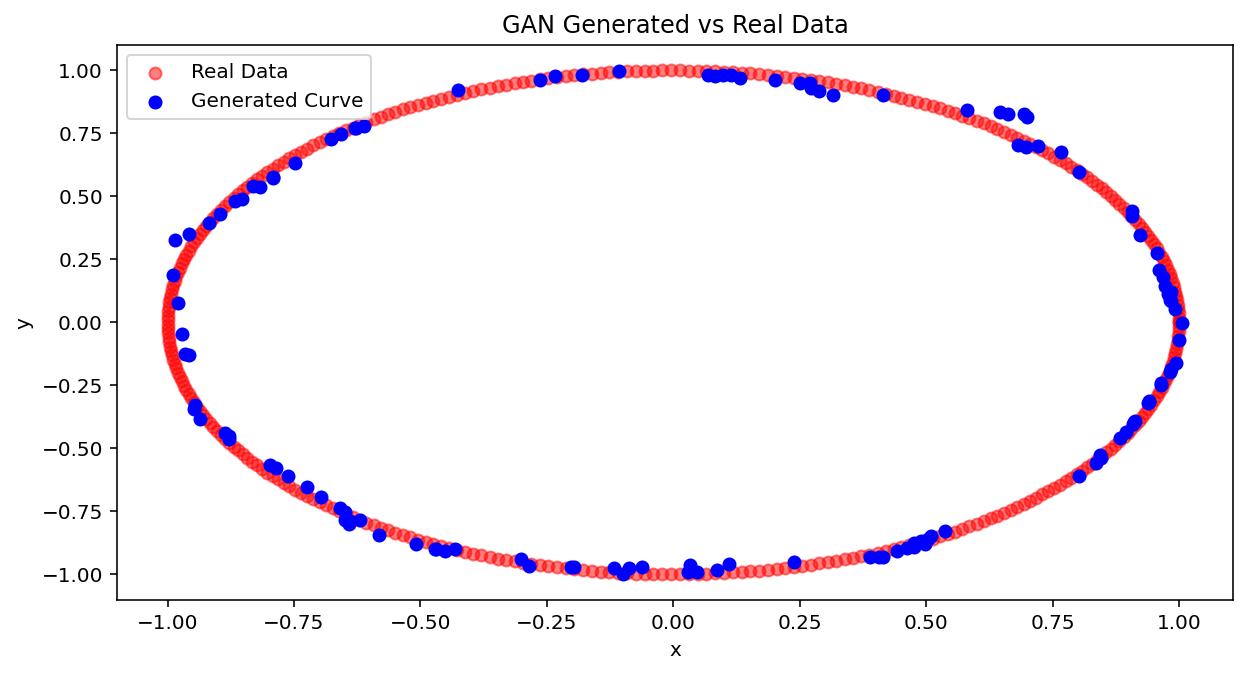 GAN Generated vs Real Data
Real Data
Generated Curve
1.00
0.75
0.50
0.25
0.00
−0.25
−0.50
−0.75
−1.00
y
−1.00 −0.75 −0.50 −0.25 0.00 0.25 0.50 0.75 1.00
x